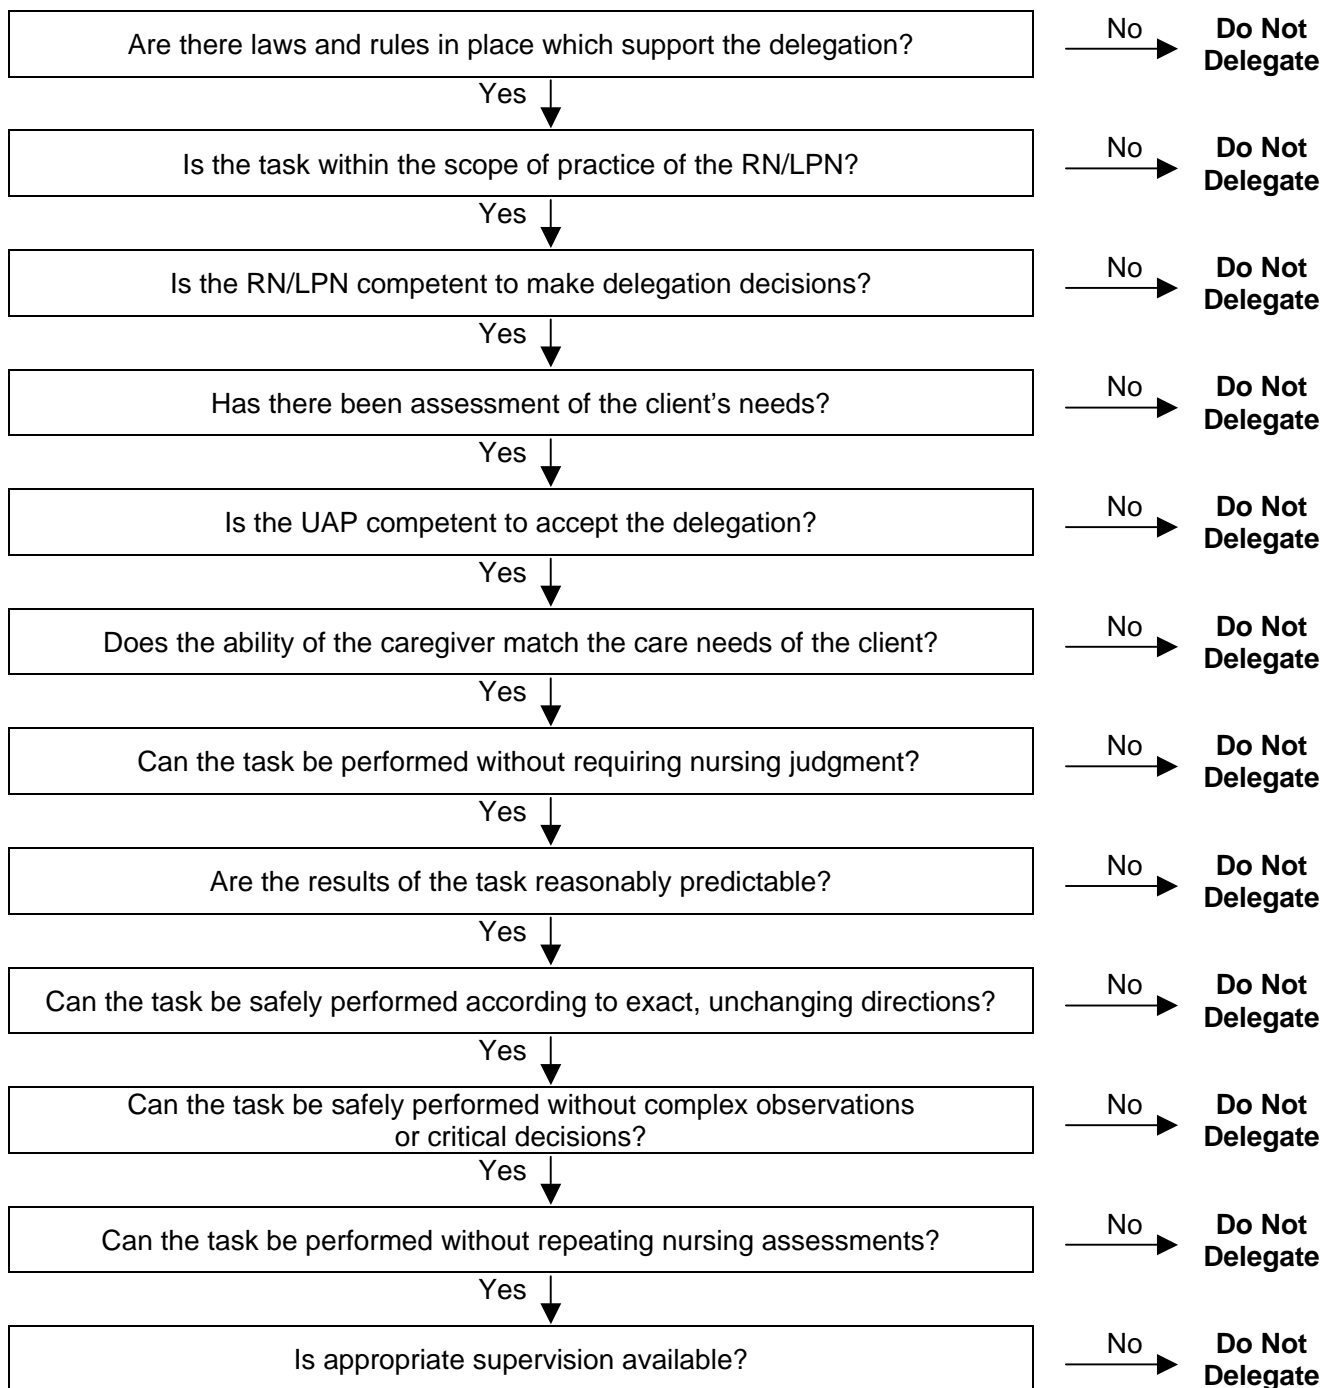 Are there laws and rules in place which support the delegation?
No
Do Not
Delegate
Yes
Is the task within the scope of practice of the RN/LPN?
No
Do Not
Delegate
Yes
Is the RN/LPN competent to make delegation decisions?
No
Do Not
Delegate
Yes
Has there been assessment of the client's needs?
No
Do Not
Delegate
Yes
Is the UAP competent to accept the delegation?
No
Do Not
Delegate
Yes
Does the ability of the caregiver match the care needs of the client?
No
Do Not
Delegate
Yes
Can the task be performed without requiring nursing judgment?
No
Do Not
Delegate
Yes
Are the results of the task reasonably predictable?
No
Do Not
Delegate
Yes
Can the task be safely performed according to exact, unchanging directions?
No
Do Not
Delegate
Yes
Can the task be safely performed without complex observations
or critical decisions?
No
Do Not
Delegate
Yes
Can the task be performed without repeating nursing assessments?
No
Do Not
Delegate
Yes
Is appropriate supervision available?
No
Do Not
Delegate